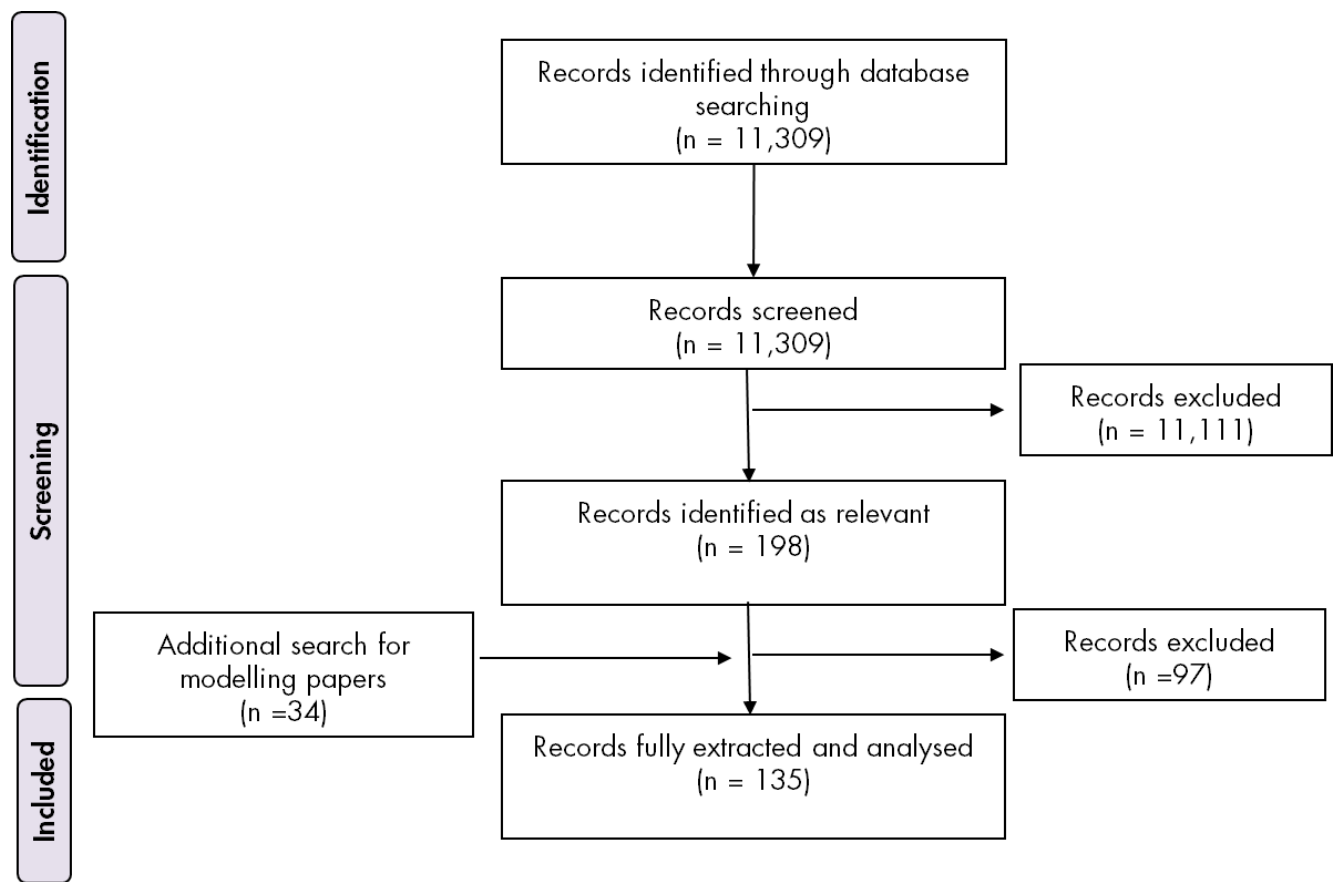 Identification
Records identified through database
searching
(n = 11,309)
Screening
Records screened
(n = 11,309)
Records excluded
(n = 11,111)
Records identified as relevant
(n = 198)
Additional search for
modelling papers
(n =34)
Records excluded
(n =97)
Included
Records fully extracted and analysed
(n = 135)